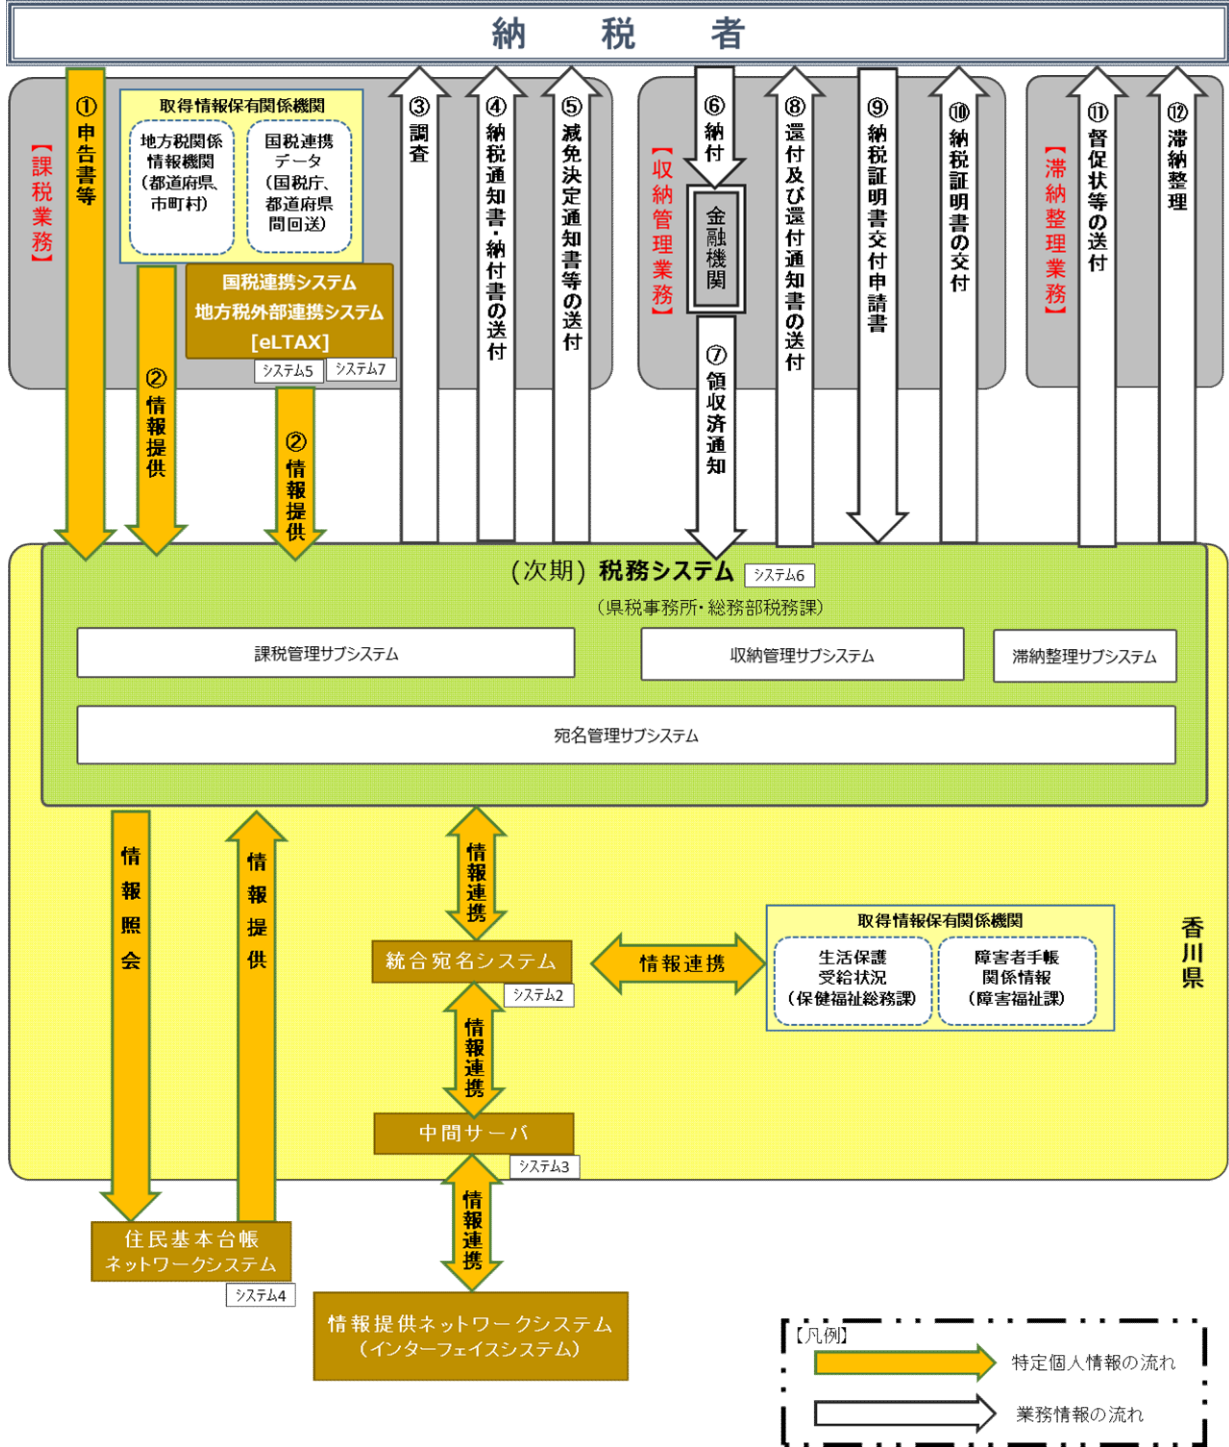 納 税 者
【課税業務】
①申告書等
取得情報保有関係機関
地方税関係
情報機関
(都道府県、
市町村)
国税連携
データ
(国税庁、
都道府県
間回送)
国税連携システム
地方税外部連携システム
[eLTAX]
システム5
システム7
②情報提供
②情報提供
③調査
④納税通知書・納付書の送付
⑤減免決定通知書等の送付
【収納管理業務】
⑥納付
金融機関
⑦領収済通知
⑧還付及び還付通知書の送付
⑨納税証明書交付申請書
⑩納税証明書の交付
【滞納整理業務】
⑪督促状等の送付
⑫滞納整理
(次期) 税務システム
システム6
(県税事務所・総務部税務課)
課税管理サブシステム
収納管理サブシステム
滞納整理サブシステム
宛名管理サブシステム
情報照会
情報提供
情報連携
統合宛名システム
システム2
情報連携
取得情報保有関係機関
生活保護
受給状況
(保健福祉総務課)
障害者手帳
関係情報
(障害福祉課)
香川県
情報連携
中間サーバ
システム3
情報連携
住民基本台帳
ネットワークシステム
システム4
情報提供ネットワークシステム
(インターフェイスシステム)
【凡例】
特定個人情報の流れ
業務情報の流れ